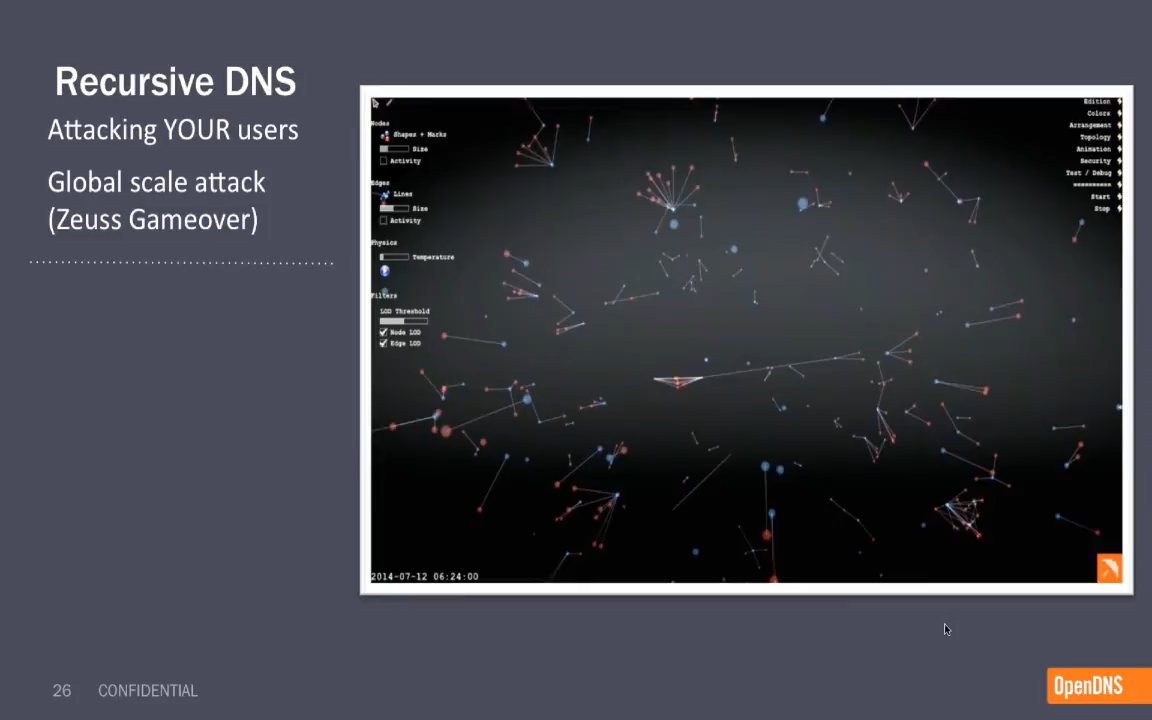 Recursive DNS
Attacking YOUR users
Global scale attack
(Zeuss Gameover)
Nodes
Shapes + Marks
Size
Activity
Edges
Lines
Size
Activity
Physics
Temperature
Filters
LOD Threshold
Node LOD
Edge LOD
Edition
Colors
Arrangement
Topology
Animation
Security
Test / Debug
==========
Start
Stop
2014-07-12 06:24:00
26 CONFIDENTIAL
OpenDNS